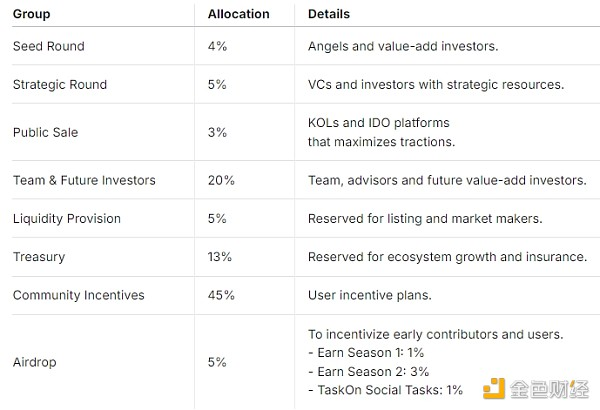 Group Allocation Details
Seed Round 4% Angels and value-add investors.
Strategic Round 5% VCs and investors with strategic resources.
Public Sale 3% KOLs and IDO platforms
that maximizes tractions.
Team & Future Investors 20% Team, advisors and future value-add investors.
Liquidity Provision 5% Reserved for listing and market makers.
Treasury 13% Reserved for ecosystem growth and insurance.
Community Incentives 45% User incentive plans.
Airdrop 5% To incentivize early contributors and users.
- Earn Season 1: 1%
- Earn Season 2: 3%
- TaskOn Social Tasks: 1%
金色财经